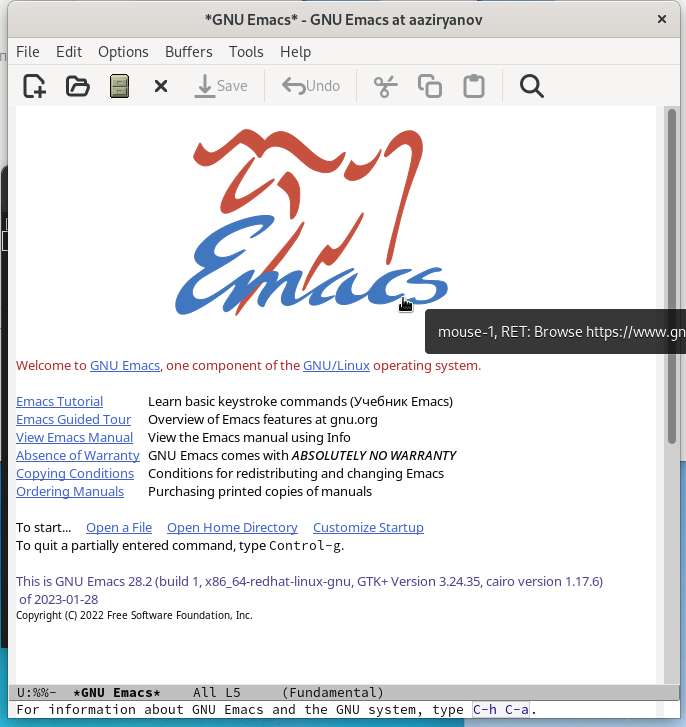 *GNU Emacs* - GNU Emacs at aaziryanov
File Edit Options Buffers Tools Help
Save Undo
Emacs
mouse-1, RET: Browse https://www.gn
Welcome to GNU Emacs, one component of the GNU/Linux operating system.
Emacs Tutorial Learn basic keystroke commands (Учебник Emacs)
Emacs Guided Tour Overview of Emacs features at gnu.org
View Emacs Manual View the Emacs manual using Info
Absence of Warranty GNU Emacs comes with ABSOLUTELY NO WARRANTY
Copying Conditions Conditions for redistributing and changing Emacs
Ordering Manuals Purchasing printed copies of manuals
To start... Open a File Open Home Directory Customize Startup
To quit a partially entered command, type Control-g.
This is GNU Emacs 28.2 (build 1, x86_64-redhat-linux-gnu, GTK+ Version 3.24.35, cairo version 1.17.6)
of 2023-01-28
Copyright (C) 2022 Free Software Foundation, Inc.
U:%%- *GNU Emacs* All L5 (Fundamental)
For information about GNU Emacs and the GNU system, type C-h C-a.